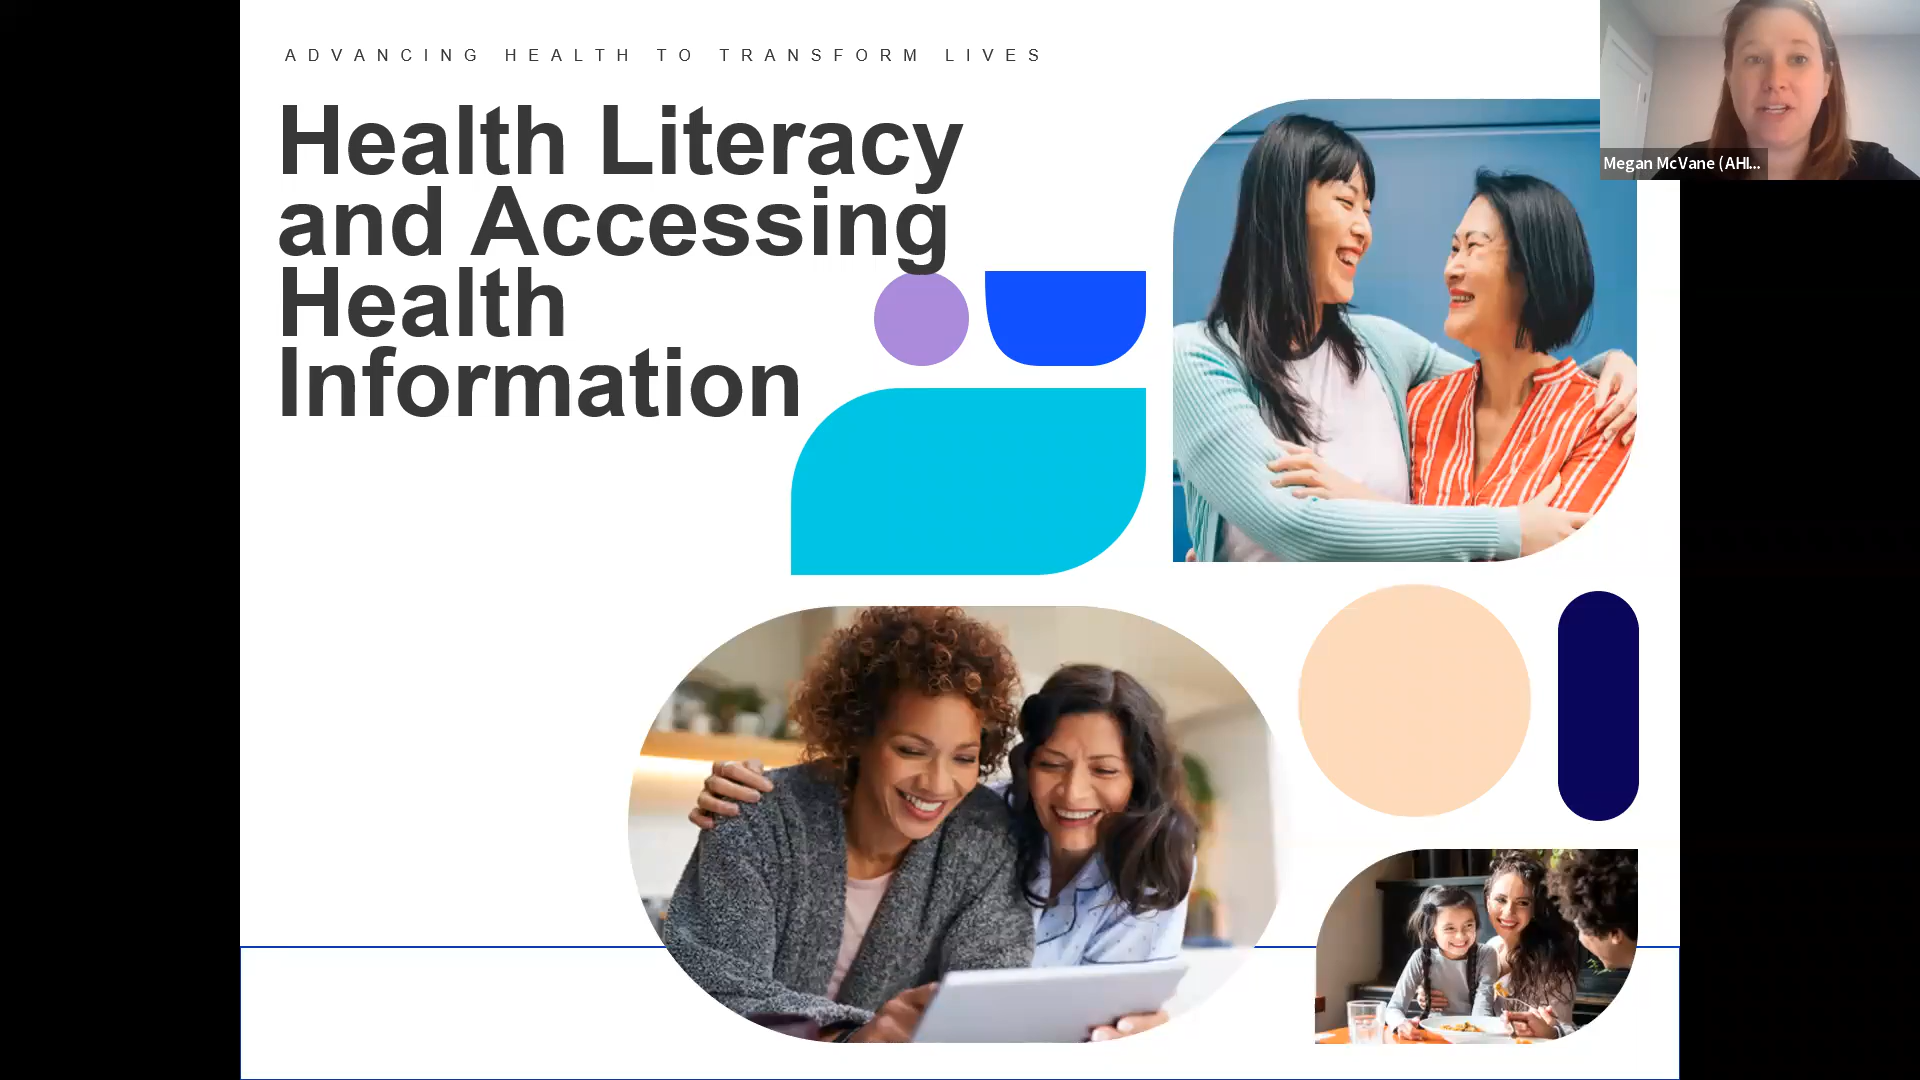 ADVANCING HEALTH TO TRANSFORM LIVES
Health Literacy
and Accessing
Health
Information
Megan McVane (AHI...